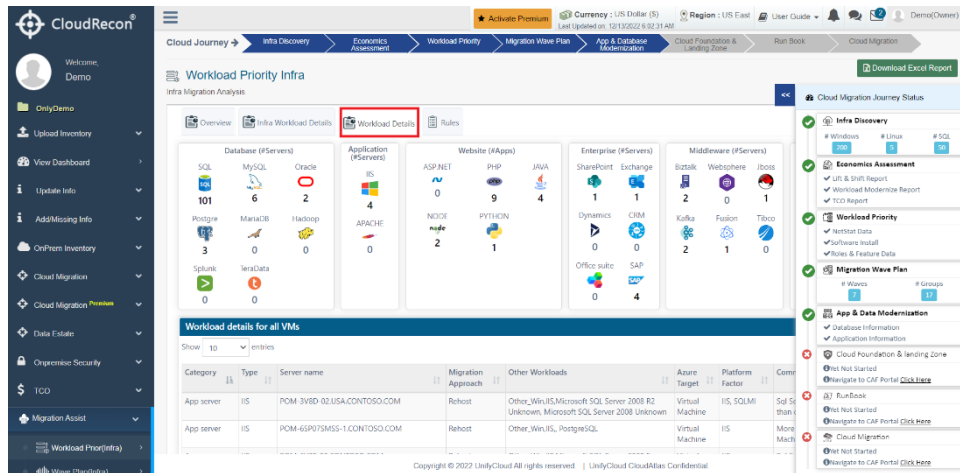 CloudRecon®
Activate Premium
Currency : US Dollar ($)
Last Updated on: 12/13/2022 6:02:31 AM
Region : US East
User Guide
Demo(Owner)
Cloud Journey
Infra Discovery
Economics Assessment
Workload Priority
Migration Wave Plan
App & Database Modernization
Cloud Foundation & Landing Zone
Run Book
Cloud Migration
Welcome,
Demo
OnlyDemo
Upload Inventory
View Dashboard
Update Info
Add/Missing Info
OnPrem Inventory
Cloud Migration
Cloud Migration Premium
Data Estate
Onpremise Security
TCO
Migration Assist
Workload Prior(Infra)
Wave Plan(Infra)
Workload Priority Infra
Infra Migration Analysis
Download Excel Report
Overview
Infra Workload Details
Workload Details
Rules
Database (#Servers)
SQL MySQL Oracle
101 6 2
Postgre MariaDB Hadoop
3 0 0
Splunk TeraData
0 0
Application (#Servers)
IIS
4
APACHE
0
Website (#Apps)
ASP.NET PHP JAVA
0 9 4
NODE PYTHON
2 1
Enterprise (#Servers)
SharePoint Exchange
1 1
Dynamics CRM
0 0
Office suite SAP
0 4
Middleware (#Servers)
Biztalk Websphere Jboss
2 0 1
Kafka Fusion Tibco
2 1 0
Workload details for all VMs
Show 10 entries
Category Type Server name Migration Approach Other Workloads Azure Target Platform Factor
App server IIS POM-3V8D-02.USA.CONTOSO.COM Rehost Other_Win,IIS,Microsoft SQL Server 2008 R2 Unknown, Microsoft SQL Server 2008 Unknown Virtual Machine IIS, SQLMI
App server IIS POM-6SP07SMSS-1.CONTOSO.COM Rehost Other_Win,IIS,, PostgreSQL Virtual Machine IIS More
<<
Cloud Migration Journey Status
Infra Discovery
# Windows # Linux # SQL
200 5 50
Economics Assessment
Lift & Shift Report
Workload Modernize Report
TCO Report
Workload Priority
NetStat Data
Software Install
Roles & Feature Data
Migration Wave Plan
# Waves # Groups
7 17
App & Data Modernization
Database Information
Application Information
Cloud Foundation & landing Zone
Yet Not Started
Navigate to CAF Portal Click Here
RunBook
Yet Not Started
Navigate to CAF Portal Click Here
Cloud Migration
Yet Not Started
Navigate to CAF Portal Click Here
Copyright © 2022 UnifyCloud All rights reserved. | UnifyCloud CloudAtlas Confidential.